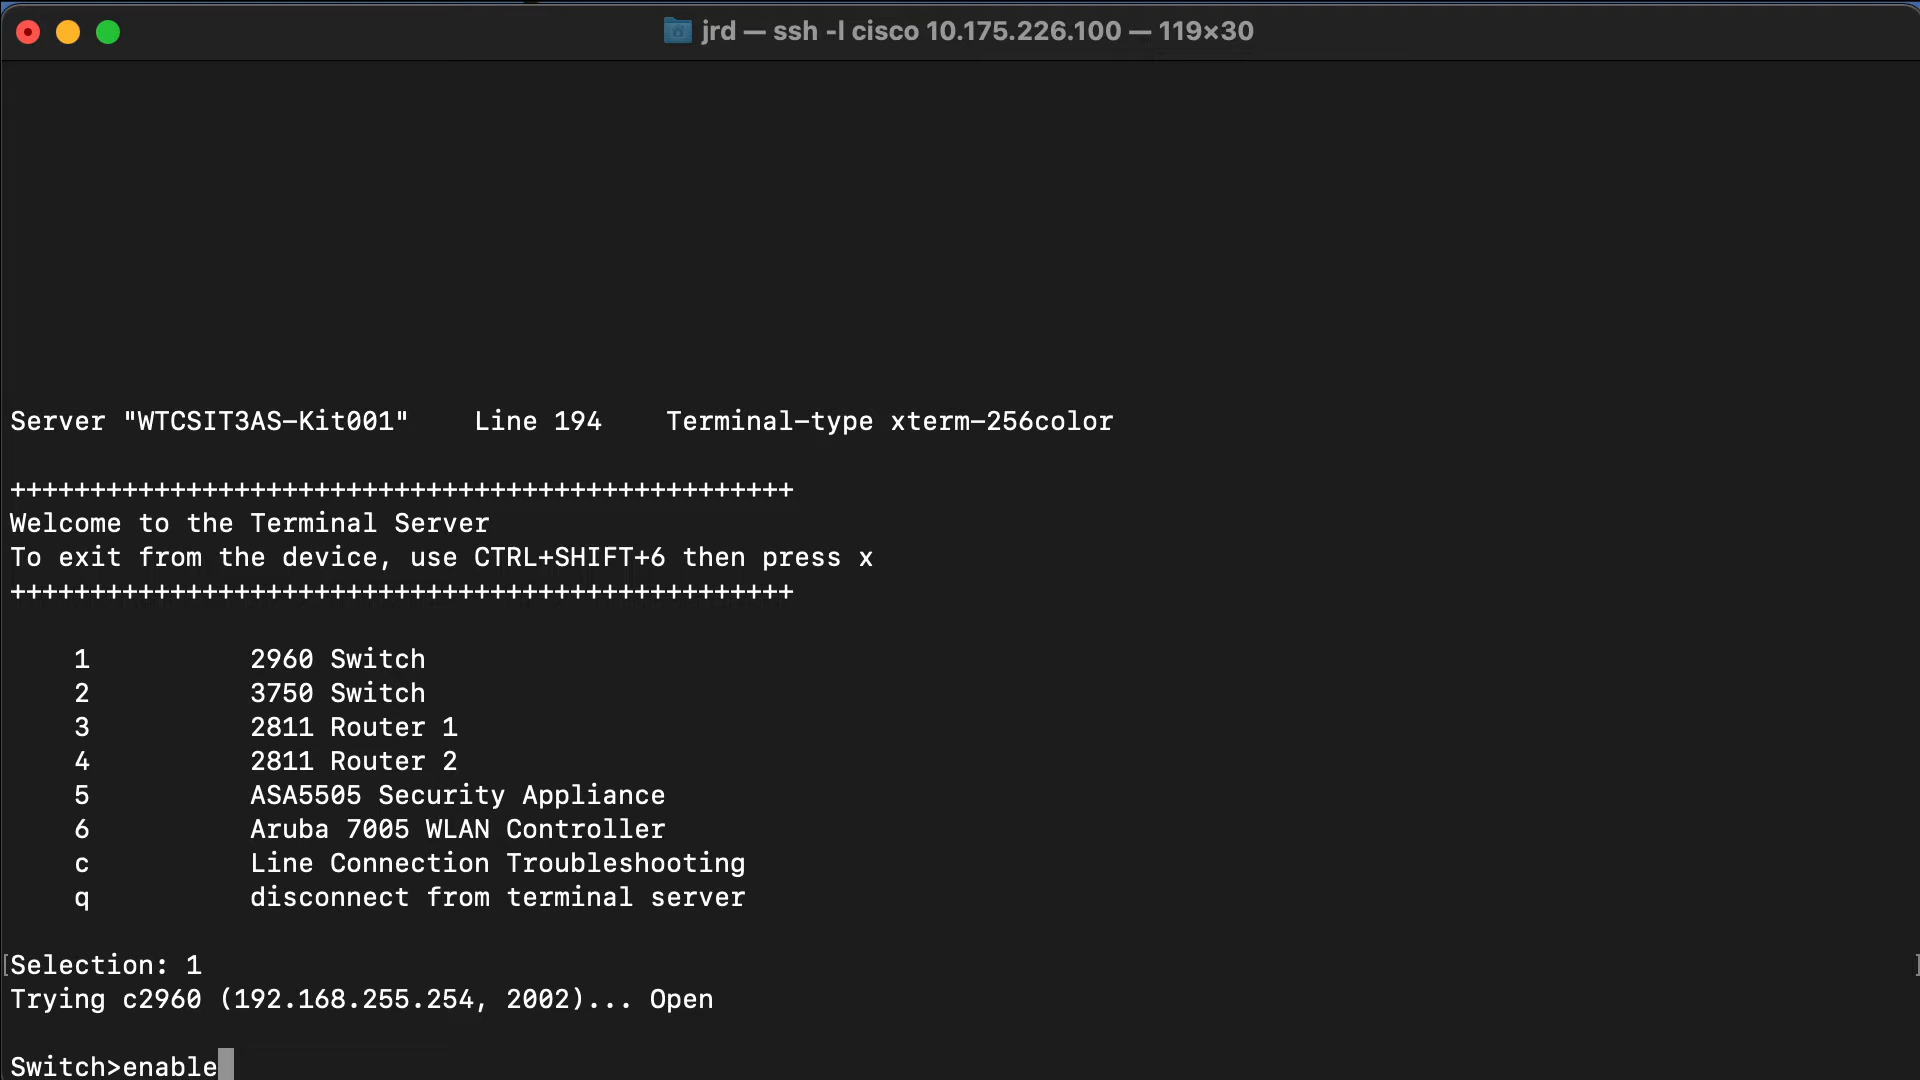 jrd — ssh -l cisco 10.175.226.100 — 119×30
Server "WTCSIT3AS-Kit001"    Line 194    Terminal-type xterm-256color
+++++++++++++++++++++++++++++++++++++++++++++++++
Welcome to the Terminal Server
To exit from the device, use CTRL+SHIFT+6 then press x
+++++++++++++++++++++++++++++++++++++++++++++++++
1          2960 Switch
2          3750 Switch
3          2811 Router 1
4          2811 Router 2
5          ASA5505 Security Appliance
6          Aruba 7005 WLAN Controller
c          Line Connection Troubleshooting
q          disconnect from terminal server
[Selection: 1 ]
Trying c2960 (192.168.255.254, 2002)... Open
Switch>enable